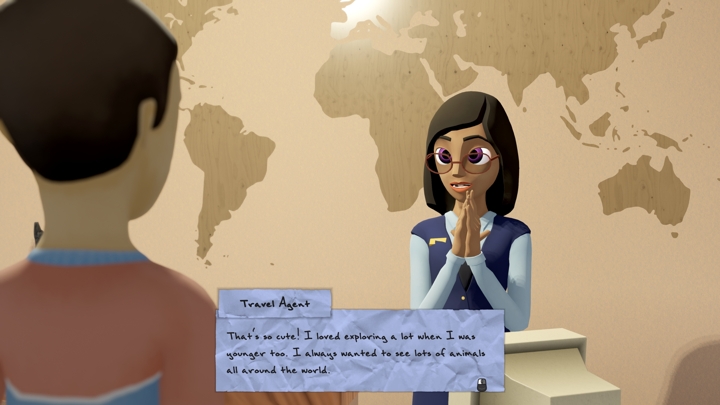 Travel Agent
That's so cute! I loved exploring a lot when I was
younger too. I always wanted to see lots of animals
all around the world.